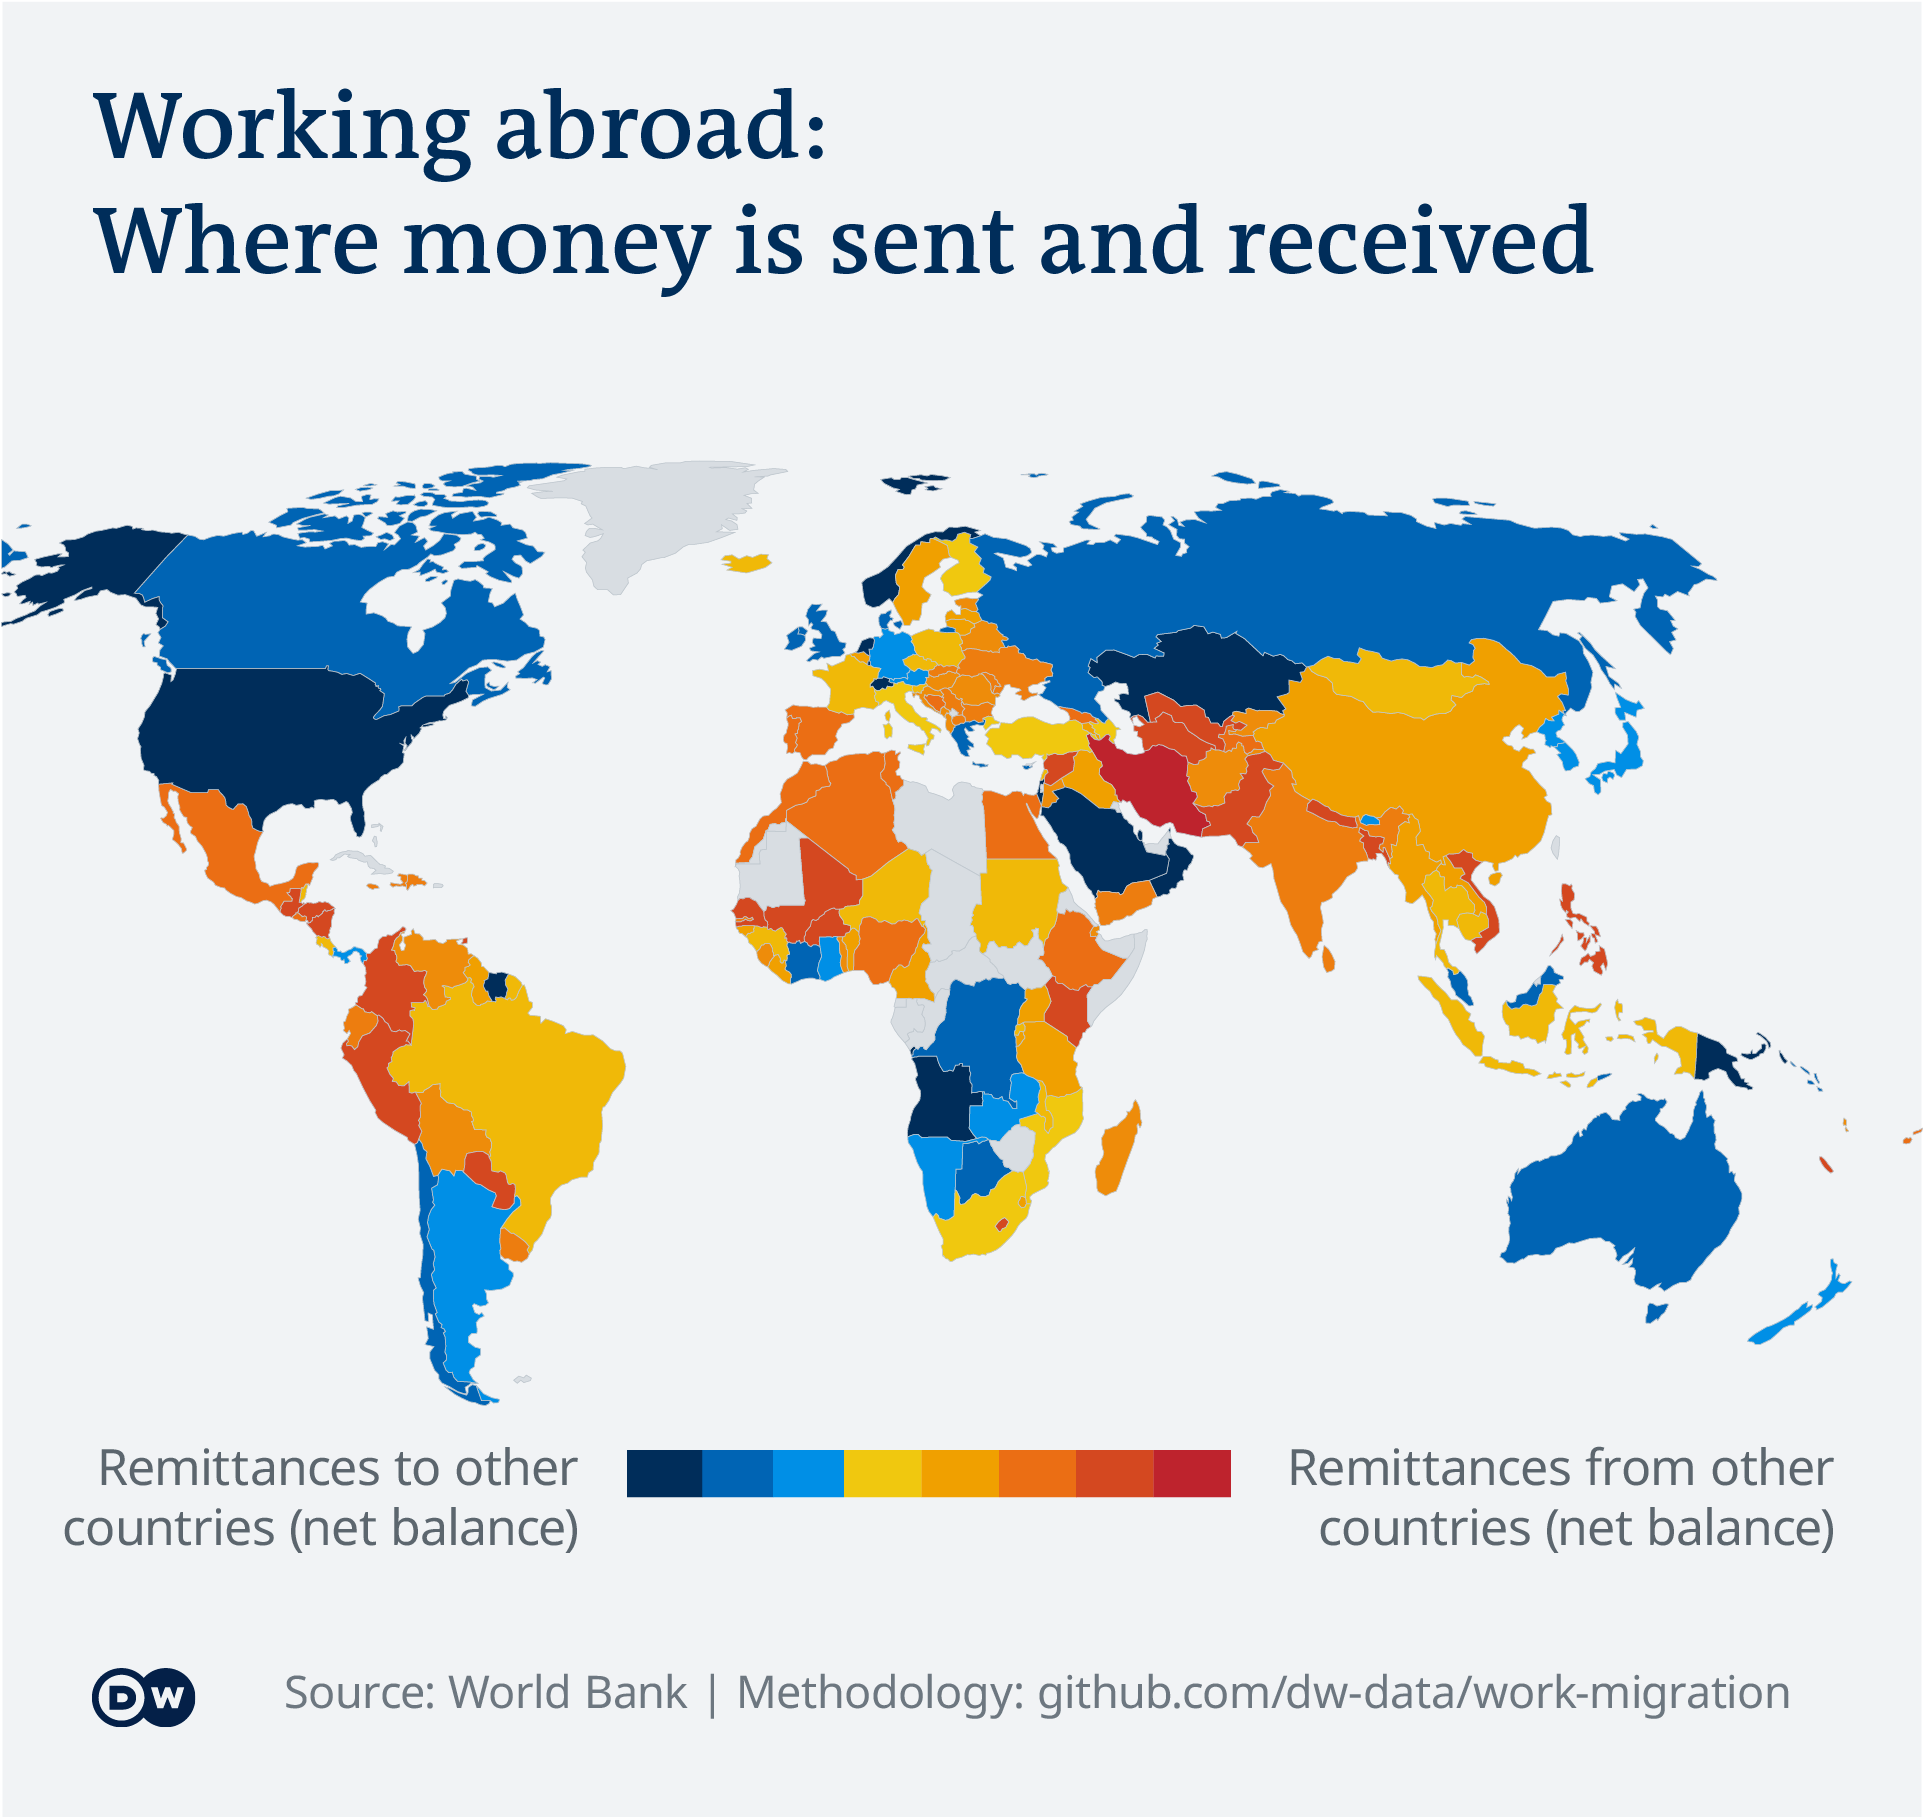 Working abroad:
Where money is sent and received
Remittances to other
countries (net balance)
Remittances from other
countries (net balance)
DW
Source: World Bank | Methodology: github.com/dw-data/work-migration